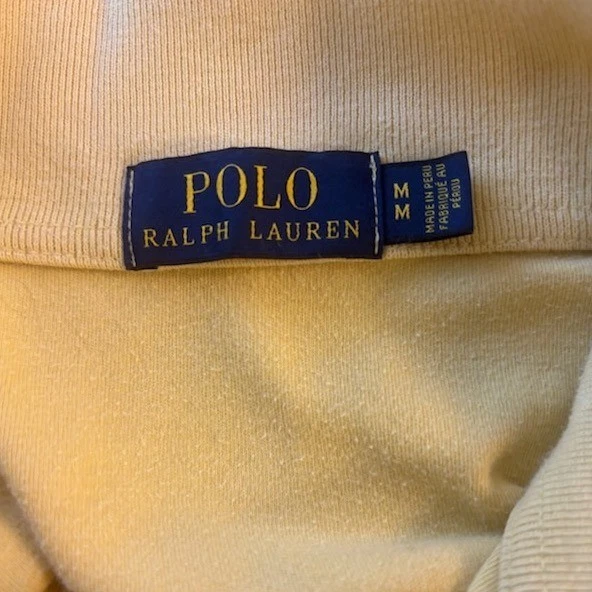 POLO
RALPH LAUREN
M
M
MADE IN PERU
FABRIQUÉ AU
PÉROU